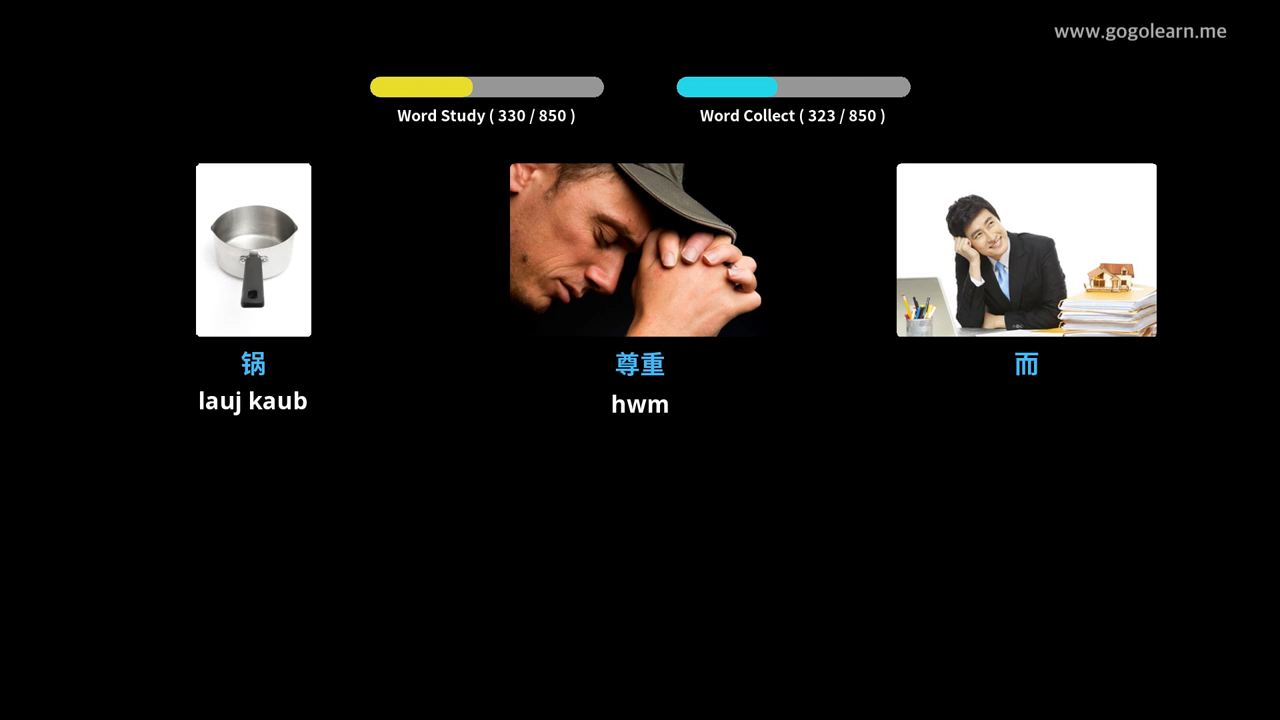 www.gogolearn.me
Word Study ( 330 / 850 )
Word Collect ( 323 / 850 )
锅
lauj kaub
尊重
hwm
而